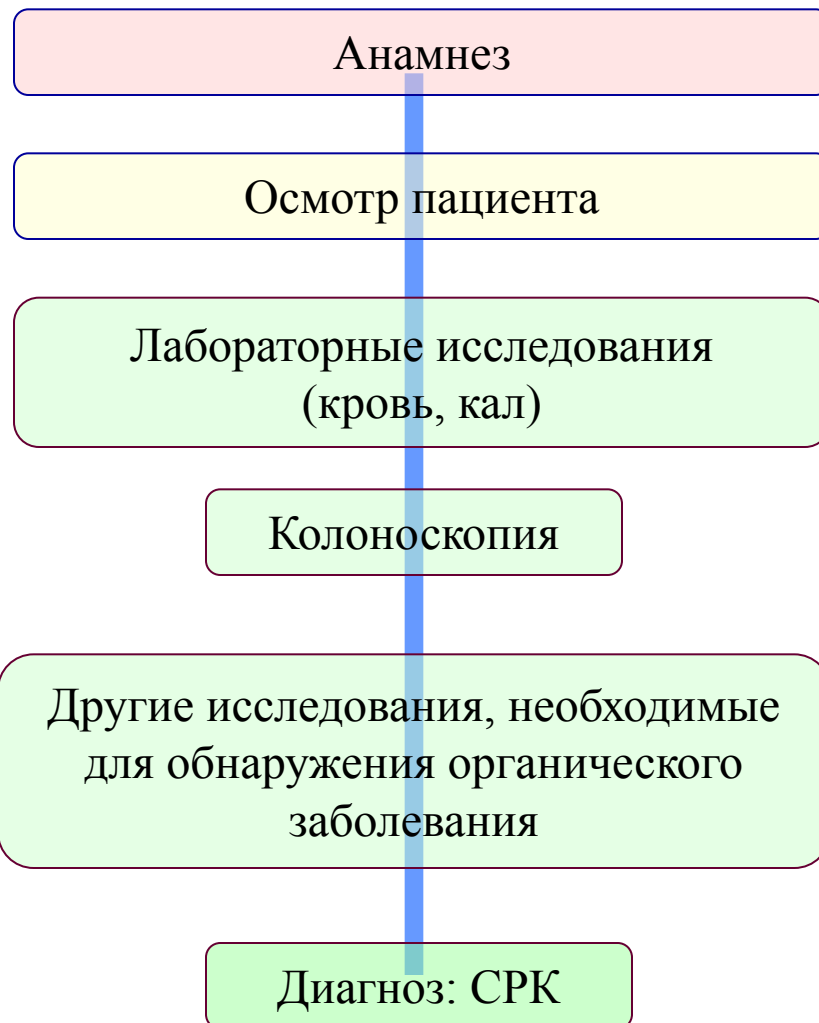 Анамнез
Осмотр пациента
Лабораторные исследования
(кровь, кал)
Колоноскопия
Другие исследования, необходимые
для обнаружения органического
заболевания
Диагноз: СРК